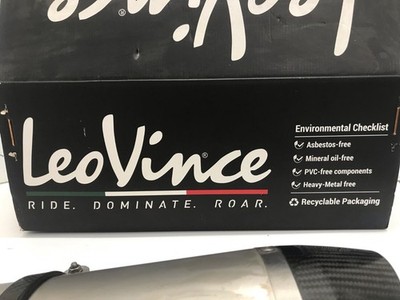 LeoVince
LeoVince®
RIDE. DOMINATE. ROAR.
Environmental Checklist
Asbestos-free
Mineral oil-free
PVC-free components
Heavy-Metal free
Recyclable Packaging